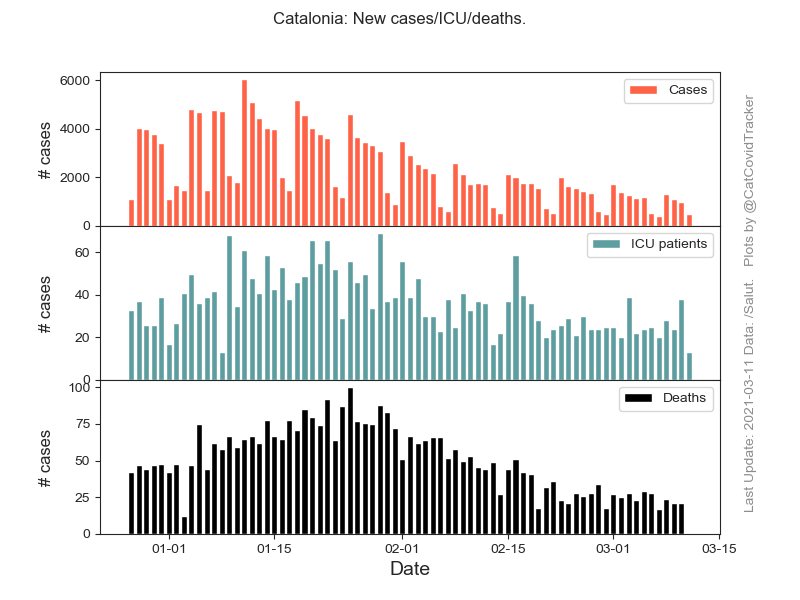 Catalonia: New cases/ICU/deaths.
6000
4000
2000
0
# cases
Cases
60
40
20
0
# cases
ICU patients
100
75
50
25
0
# cases
Deaths
01-01 01-15 02-01 02-15 03-01 03-15
Date
Last Update: 2021-03-11 Data: /Salut. Plots by @CatCovidTracker